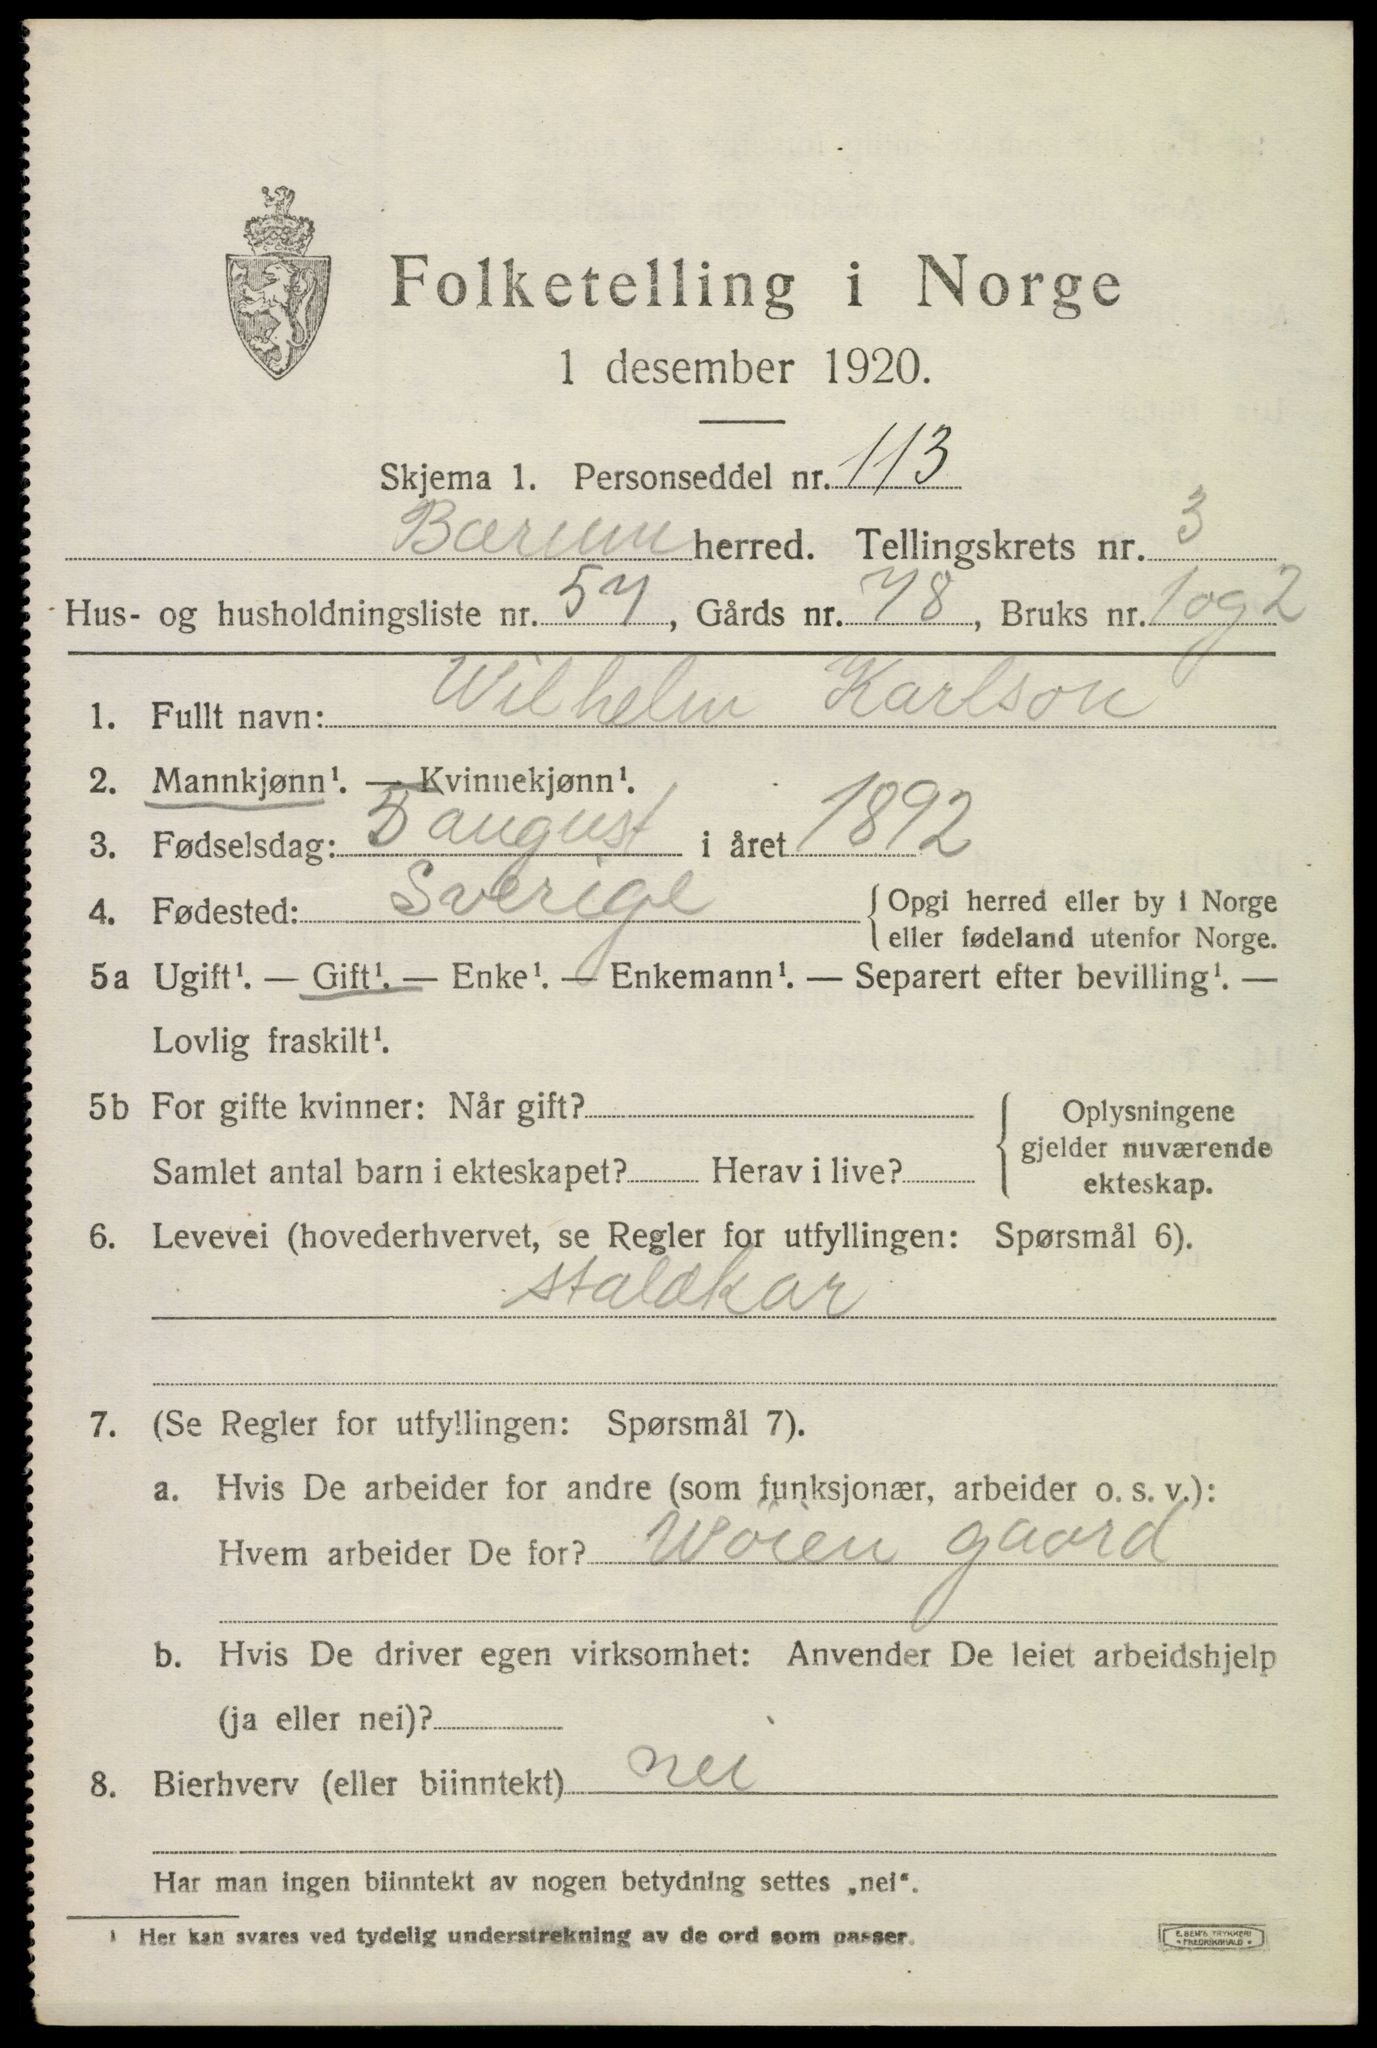 Folketelling i Norge
1 desember 1920.
Skjema 1. Personseddel nr. 113
Bærum herred. Tellingskrets nr. 3
Hus- og husholdningsliste nr. 57, Gårds nr. 78, Bruks nr. 1 og 2
1. Fullt navn: Wilhelm Karlson
2. Mannkjønn¹. — Kvinnekjønn¹.
3. Fødselsdag: 5 august i året 1892
4. Fødested: Sverige { Opgi herred eller by i Norge
eller fødeland utenfor Norge.
5a Ugift¹. — Gift¹. — Enke¹. — Enkemann¹. — Separert efter bevilling¹. —
Lovlig fraskilt¹.
5b For gifte kvinner: Når gift? { Oplysningene
gjelder nuværende
Samlet antal barn i ekteskapet? Herav i live? ekteskap.
6. Levevei (hovederhvervet, se Regler for utfyllingen: Spørsmål 6).
staldkar
7. (Se Regler for utfyllingen: Spørsmål 7).
a. Hvis De arbeider for andre (som funksjonær, arbeider o. s. v.):
Hvem arbeider De for? Wöien gaard
b. Hvis De driver egen virksomhet: Anvender De leiet arbeidshjelp
(ja eller nei)?
8. Bierhverv (eller biinntekt) nei
Har man ingen biinntekt av nogen betydning settes „nei“.
¹ Her kan svares ved tydelig understrekning av de ord som passer.
E. SEM'S TRYKKERI
FREDRIKSHALD